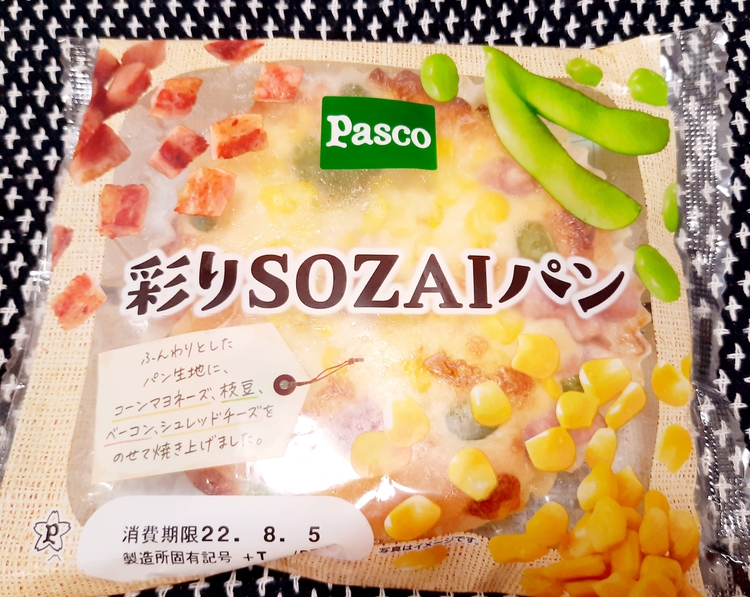 Pasco
彩りSOZAIパン
ふんわりとした
パン生地に、
コーンマヨネーズ、枝豆、
ベーコン、シュレッドチーズを
のせて焼き上げました。
P
消費期限22. 8. 5
製造所固有記号 +T
写真はイメージです。